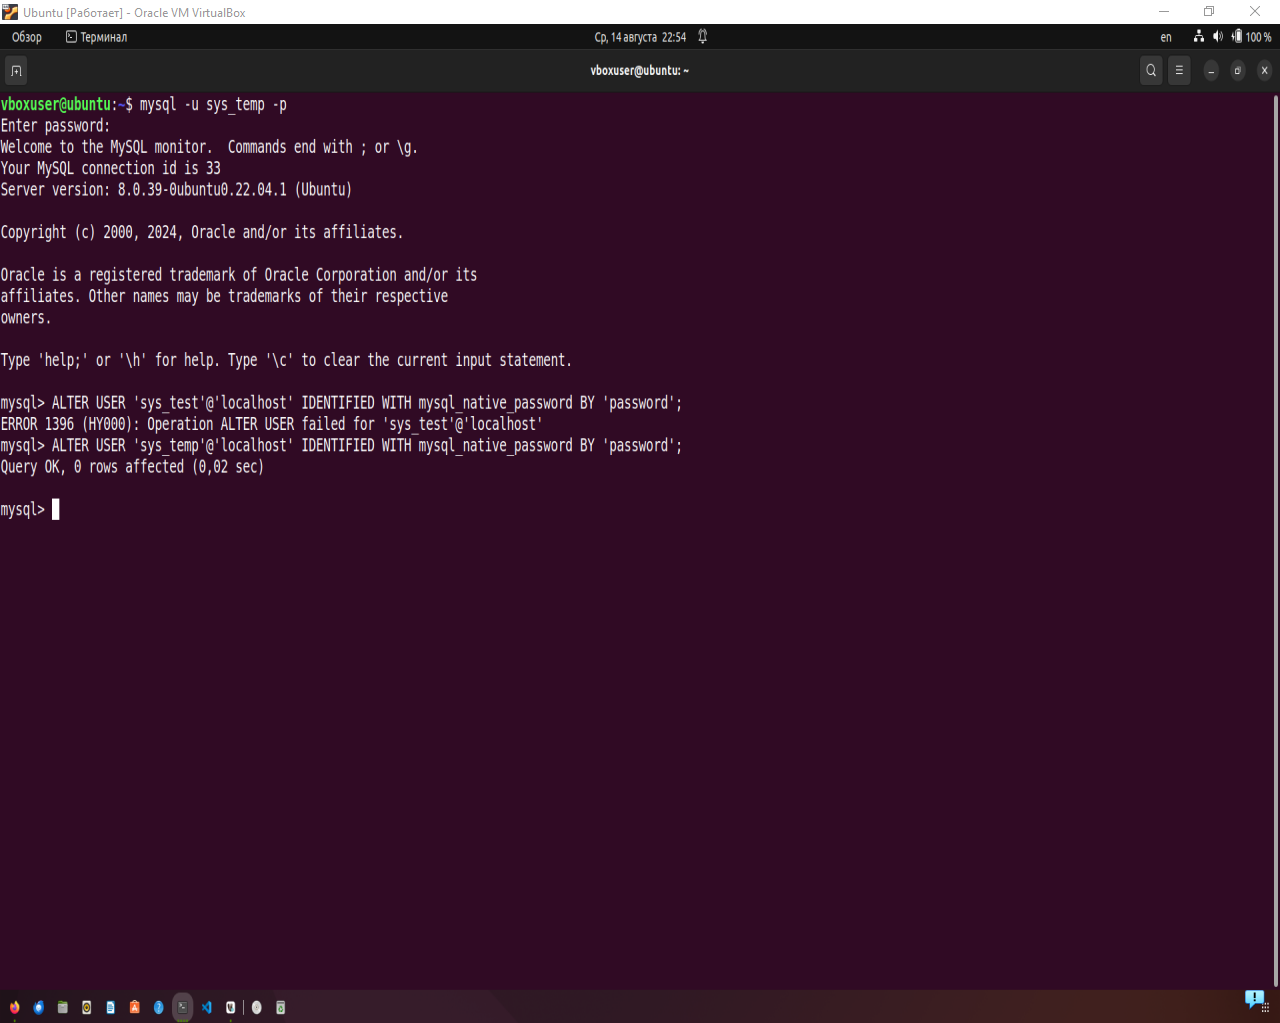 Ubuntu [Работает] - Oracle VM VirtualBox
Обзор Терминал Ср, 14 августа 22:54 en 100 %
vboxuser@ubuntu: ~
vboxuser@ubuntu:~$ mysql -u sys_temp -p
Enter password:
Welcome to the MySQL monitor.  Commands end with ; or \g.
Your MySQL connection id is 33
Server version: 8.0.39-0ubuntu0.22.04.1 (Ubuntu)
Copyright (c) 2000, 2024, Oracle and/or its affiliates.
Oracle is a registered trademark of Oracle Corporation and/or its
affiliates. Other names may be trademarks of their respective
owners.
Type 'help;' or '\h' for help. Type '\c' to clear the current input statement.
mysql> ALTER USER 'sys_test'@'localhost' IDENTIFIED WITH mysql_native_password BY 'password';
ERROR 1396 (HY000): Operation ALTER USER failed for 'sys_test'@'localhost'
mysql> ALTER USER 'sys_temp'@'localhost' IDENTIFIED WITH mysql_native_password BY 'password';
Query OK, 0 rows affected (0,02 sec)
mysql>